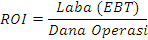 ROI = Laba (EBT) / Dana Operasi